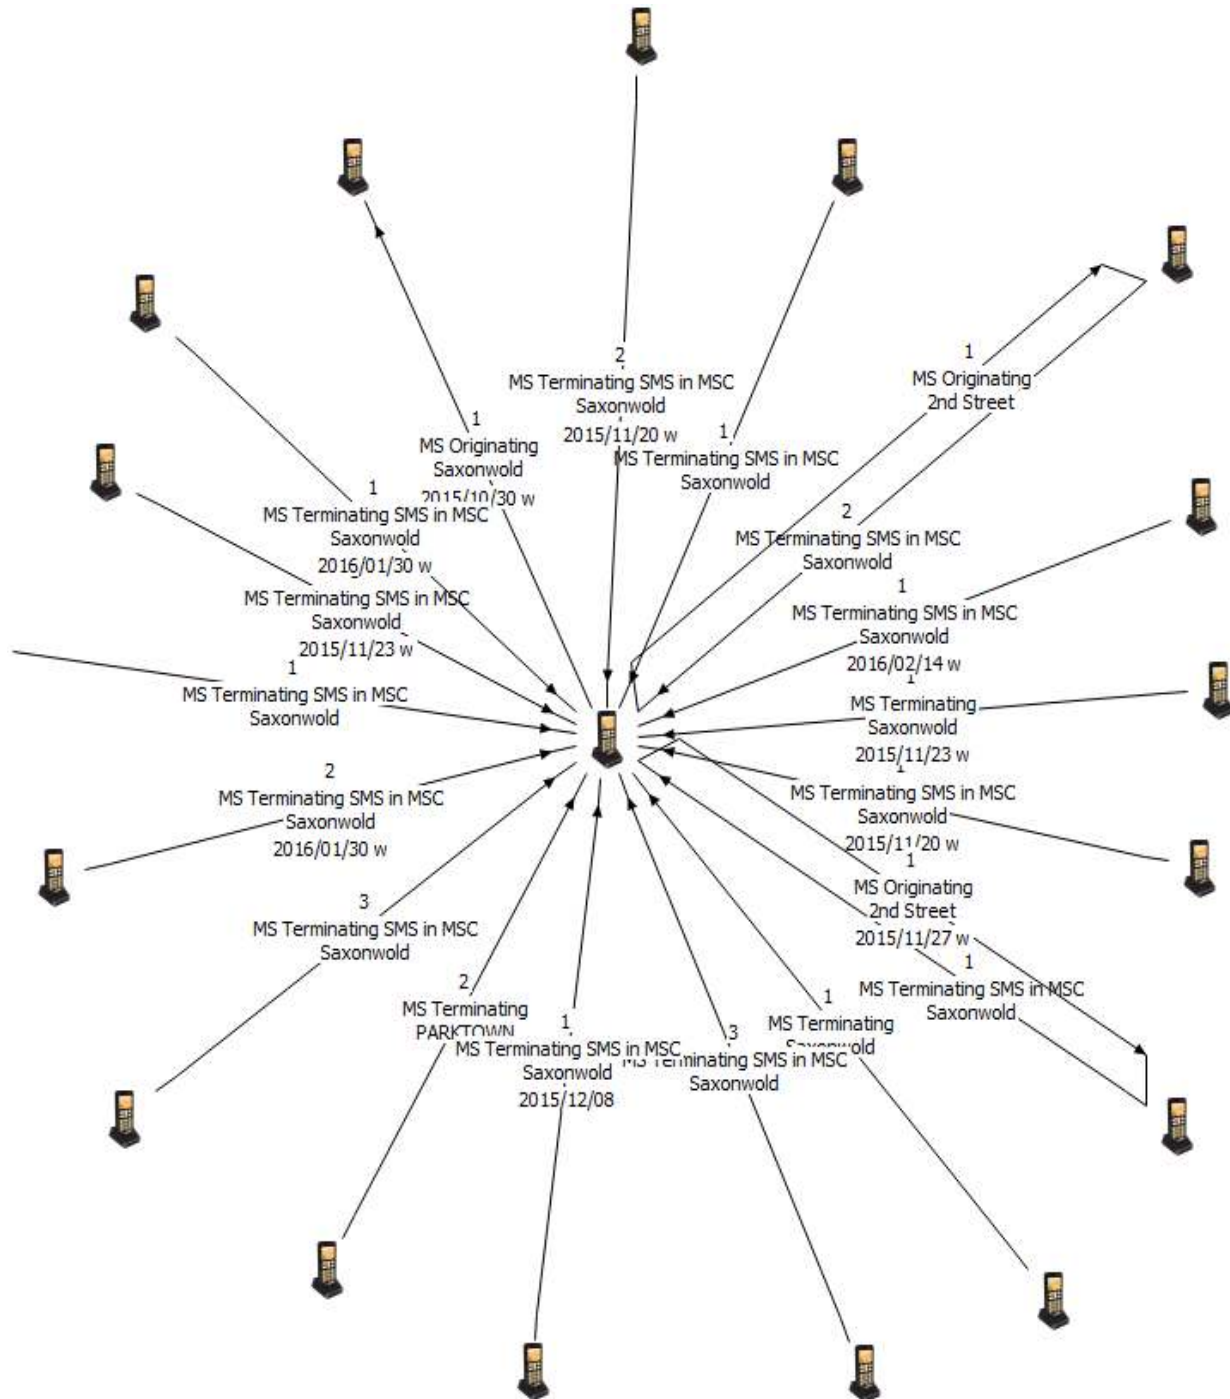 2
MS Terminating SMS in MSC
Saxonwold
2015/11/20 w
1
MS Originating
2nd Street
1
MS Originating
Saxonwold
2015/10/30 w
1
MS Terminating SMS in MSC
Saxonwold
1
MS Terminating SMS in MSC
Saxonwold
2016/01/30 w
2
MS Terminating SMS in MSC
Saxonwold
MS Terminating SMS in MSC
Saxonwold
2015/11/23 w
1
MS Terminating SMS in MSC
Saxonwold
2016/02/14 w
1
MS Terminating SMS in MSC
Saxonwold
1
MS Terminating
Saxonwold
2015/11/23 w
2
MS Terminating SMS in MSC
Saxonwold
2016/01/30 w
1
MS Terminating SMS in MSC
Saxonwold
2015/11/20 w
3
MS Terminating SMS in MSC
Saxonwold
1
MS Originating
2nd Street
2015/11/27 w
2
MS Terminating
PARKTOWN
1
MS Terminating SMS in MSC
Saxonwold
1
MS Terminating SMS in MSC
Saxonwold
2015/12/08
3
MS Terminating SMS in MSC
Saxonwold
1
MS Terminating
Saxonwold